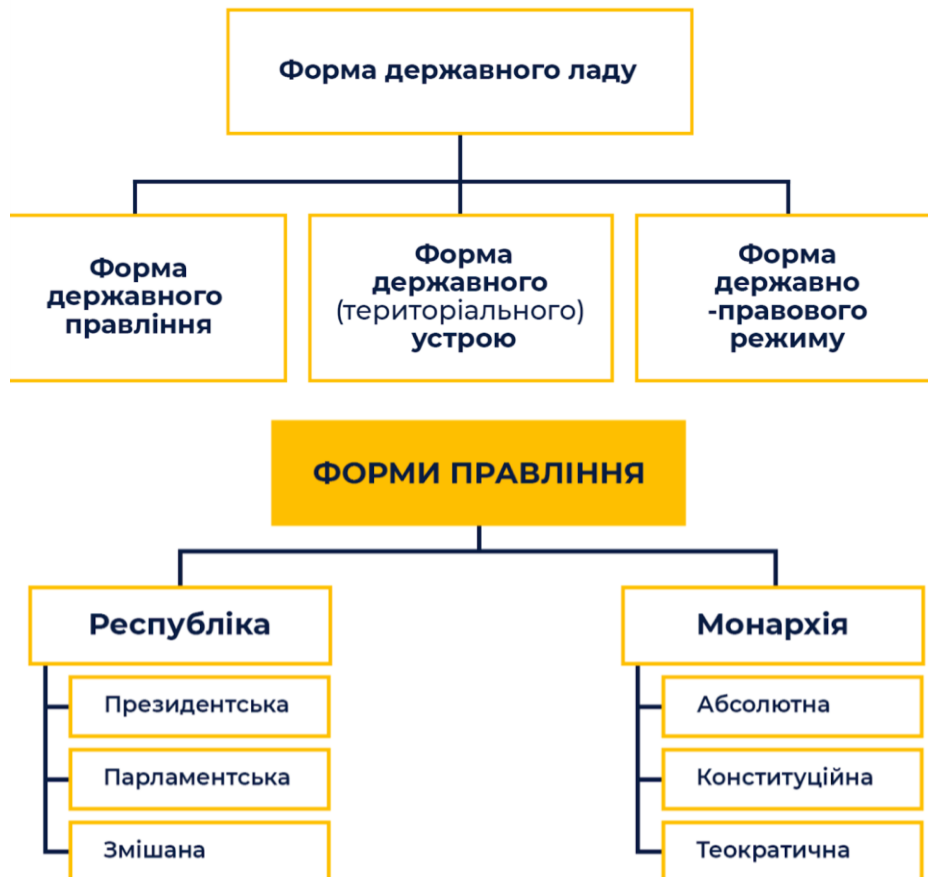 Форма державного ладу
Форма
державного
правління
Форма
державного
(територіального)
устрою
Форма
державно
-правового
режиму
ФОРМИ ПРАВЛІННЯ
Республіка
Президентська
Парламентська
Змішана
Монархія
Абсолютна
Конституційна
Теократична